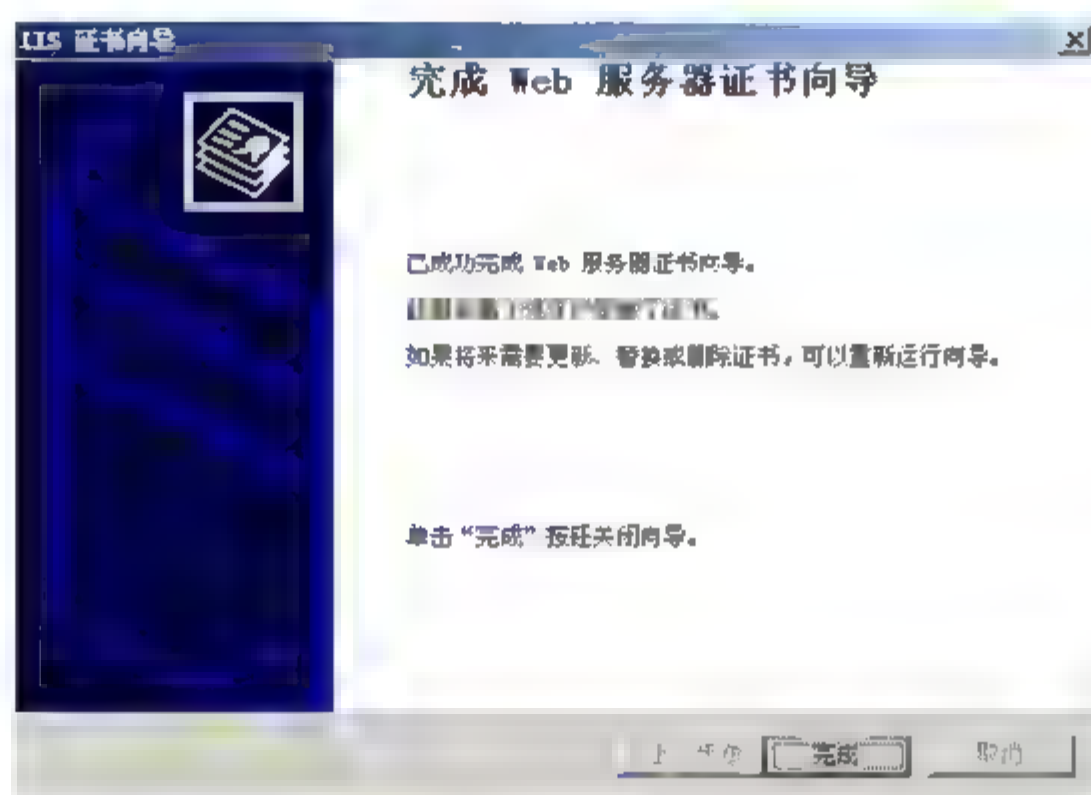 IIS 证书向导
完成 Web 服务器证书向导
已成功完成 Web 服务器证书向导。
如果将来需要更新、替换或删除证书，可以重新运行向导。
单击“完成”按钮关闭向导。
完成
取消